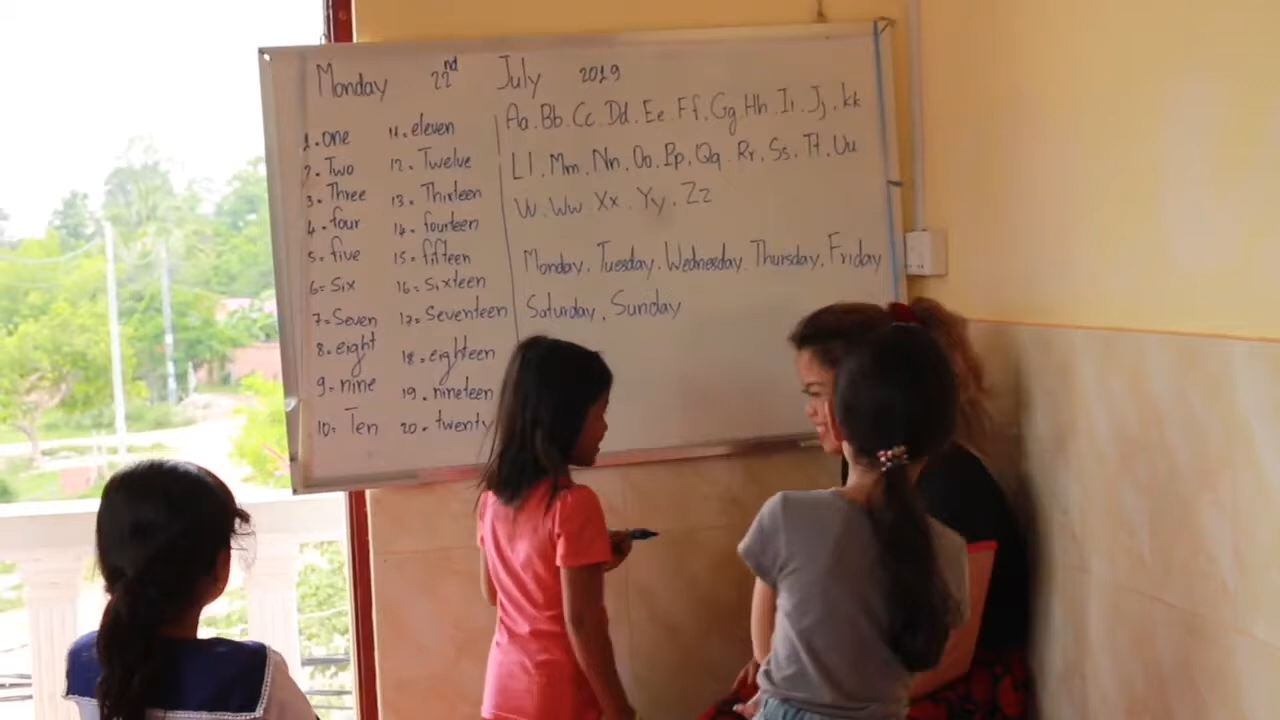 Monday 22nd July 2019
1. one
2. Two
3. Three
4. four
5. five
6. Six
7. Seven
8. eight
9. nine
10. Ten
11. eleven
12. Twelve
13. Thirteen
14. fourteen
15. fifteen
16. Sixteen
17. Seventeen
18. eighteen
19. nineteen
20. twenty
Aa. Bb. Cc. Dd. Ee. Ff. Gg. Hh. Ii. Jj. kk
Ll. Mm. Nn. Oo. Pp. Qq. Rr. Ss. Tt. Uu
Vv. Ww. Xx. Yy. Zz
Monday. Tuesday. Wednesday. Thursday. Friday
Saturday. Sunday